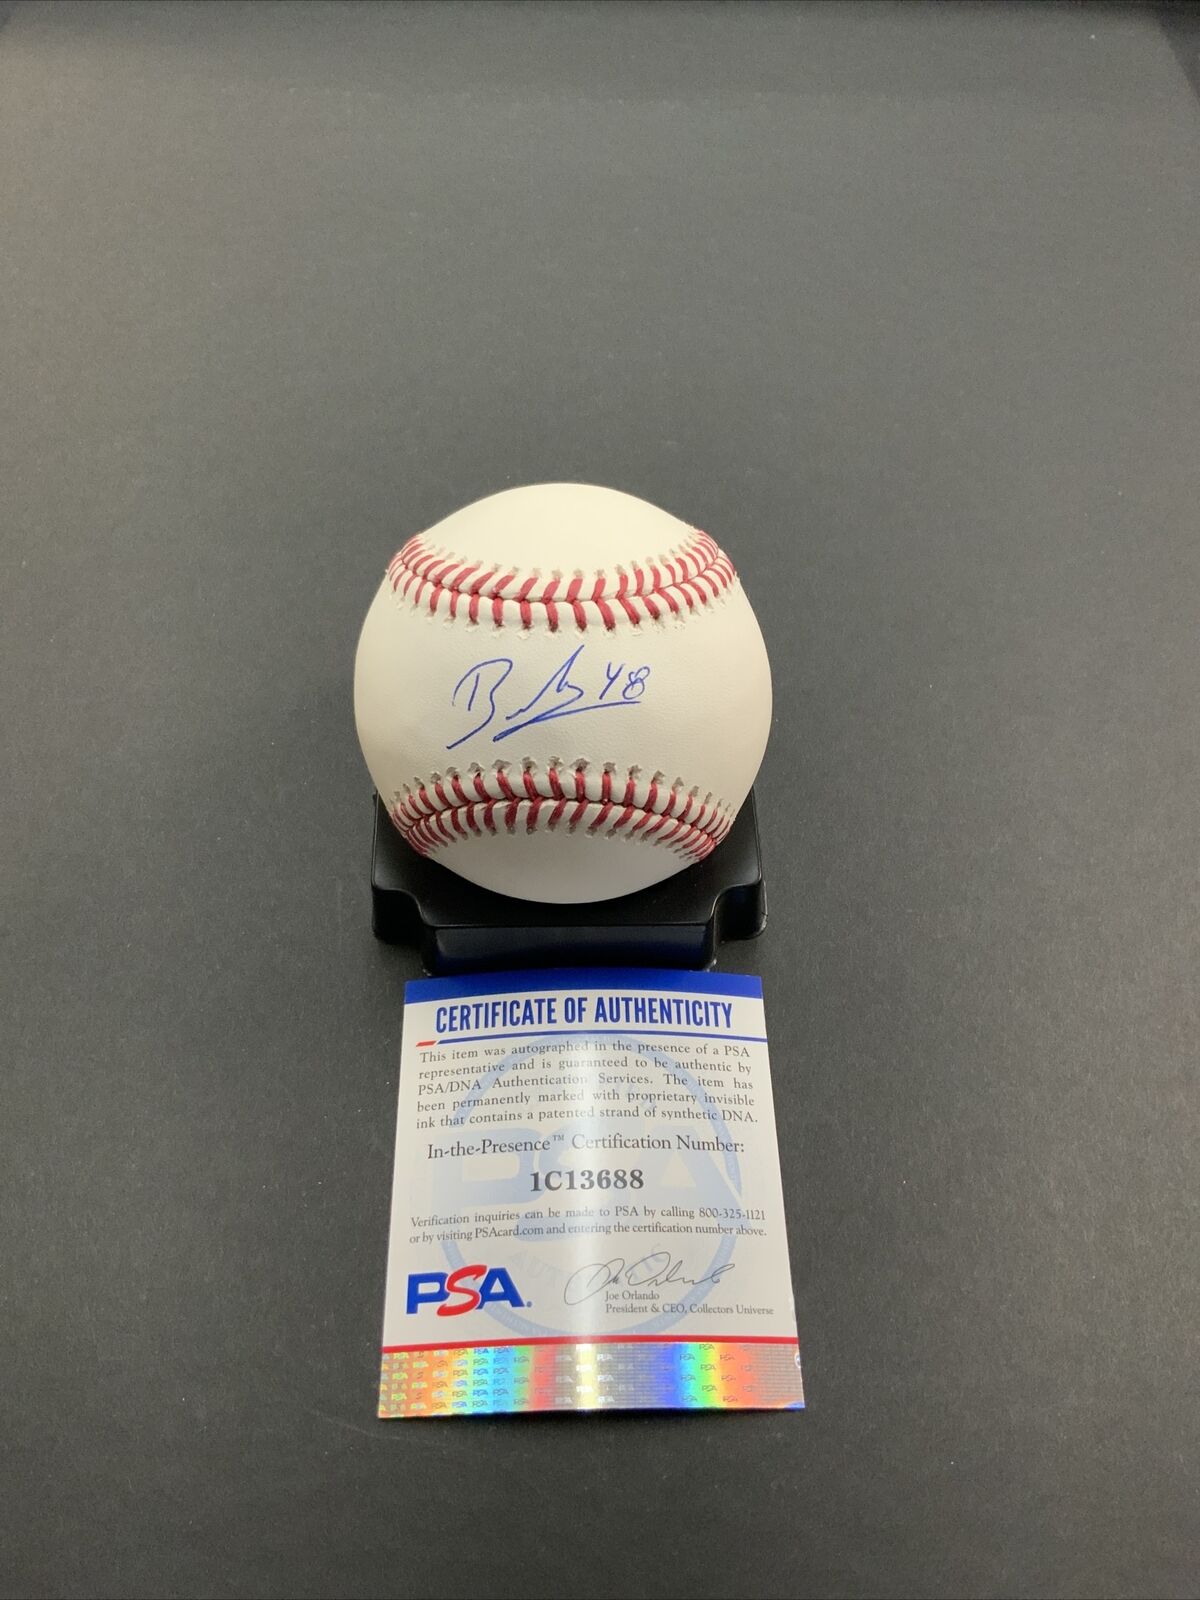 48
CERTIFICATE OF AUTHENTICITY
This item was autographed in the presence of a PSA
representative and is guaranteed to be authentic by
PSA/DNA Authentication Services. The item has
been permanently marked with proprietary invisible
ink that contains a patented strand of synthetic DNA.
In-the-Presence™ Certification Number:
1C13688
Verification inquiries can be made to PSA by calling 800-325-1121
or by visiting PSAcard.com and entering the certification number above.
PSA.
Joe Orlando
President & CEO, Collectors Universe